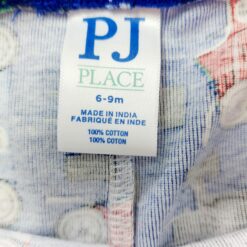 PJ
PLACE
6-9m
MADE IN INDIA
FABRIQUÉ EN INDE
100% COTTON
100% COTON